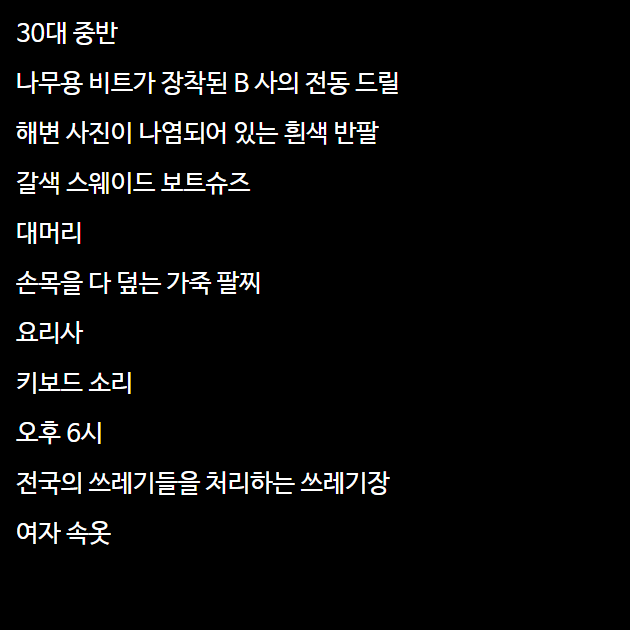 30대 중반
나무용 비트가 장착된 B 사의 전동 드릴
해변 사진이 나염되어 있는 흰색 반팔
갈색 스웨이드 보트슈즈
대머리
손목을 다 덮는 가죽 팔찌
요리사
키보드 소리
오후 6시
전국의 쓰레기들을 처리하는 쓰레기장
여자 속옷